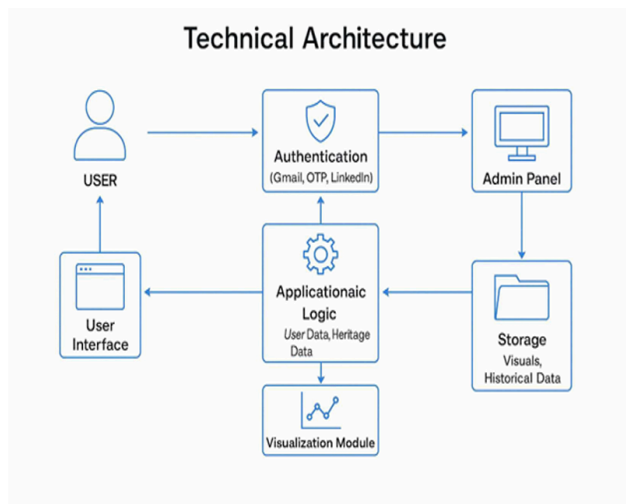 Technical Architecture
USER
Authentication
(Gmail, OTP, LinkedIn)
Admin Panel
User
Interface
Applicationaic
Logic
User Data, Heritage
Data
Storage
Visuals,
Historical Data
Visualization Module